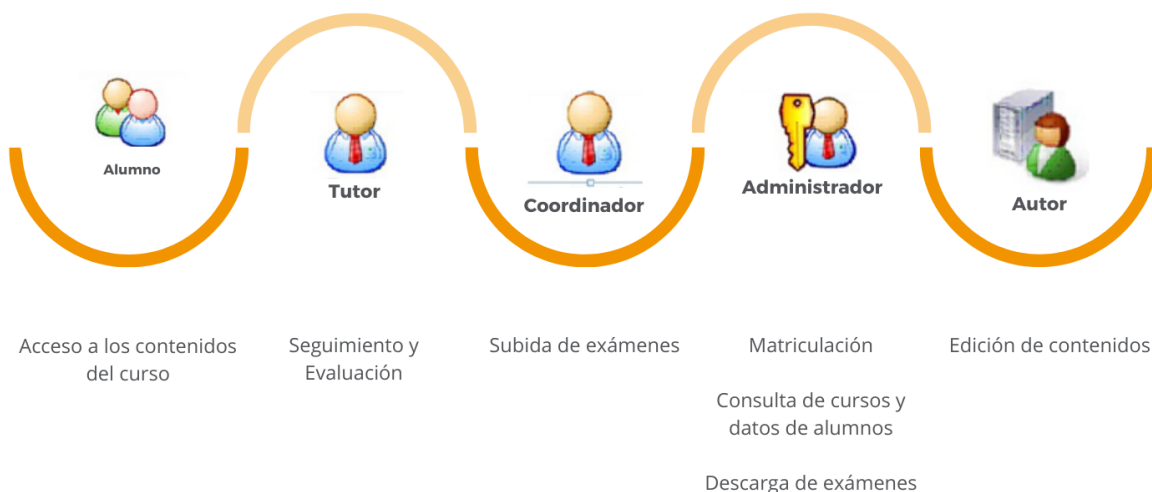 Alumno
Tutor
Coordinador
Administrador
Autor
Acceso a los contenidos
del curso
Seguimiento y
Evaluación
Subida de exámenes
Matriculación
Consulta de cursos y
datos de alumnos
Descarga de exámenes
Edición de contenidos